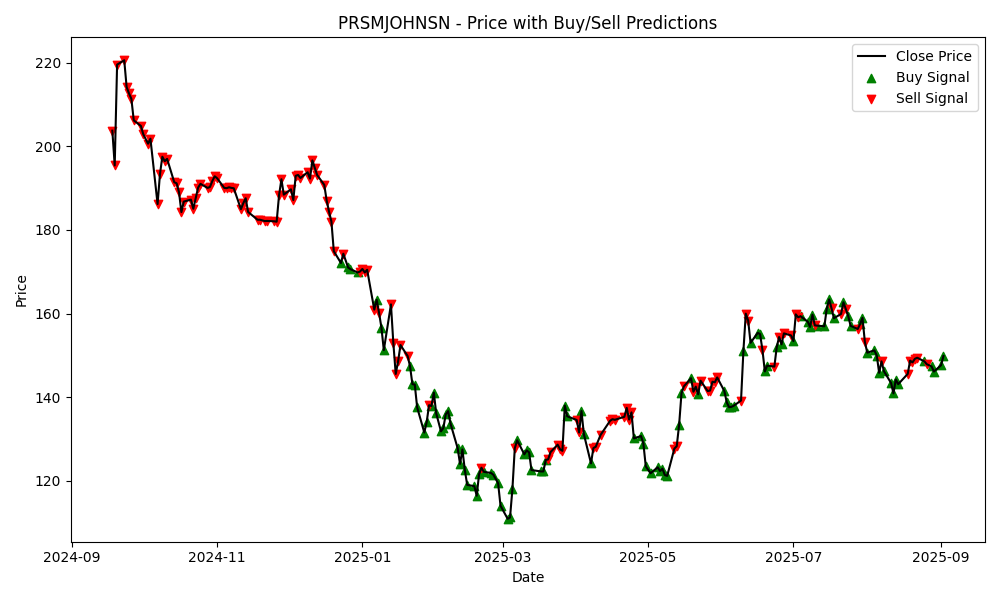 PRSMJOHNSN - Price with Buy/Sell Predictions
Close Price
Buy Signal
Sell Signal
Price
220
200
180
160
140
120
2024-09 2024-11 2025-01 2025-03 2025-05 2025-07 2025-09
Date